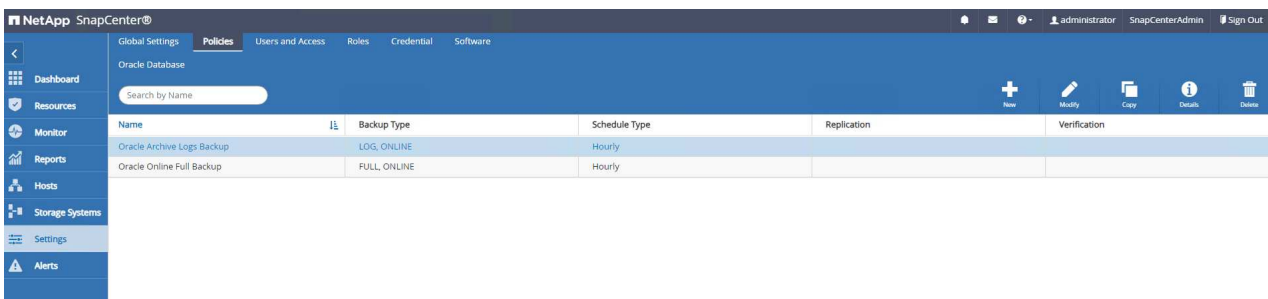 NetApp SnapCenter® administrator SnapCenterAdmin Sign Out
Global Settings Policies Users and Access Roles Credential Software
Oracle Database
Search by Name
New Modify Copy Details Delete
Dashboard
Resources
Monitor
Reports
Hosts
Storage Systems
Settings
Alerts
Name Backup Type Schedule Type Replication Verification
Oracle Archive Logs Backup LOG, ONLINE Hourly
Oracle Online Full Backup FULL, ONLINE Hourly